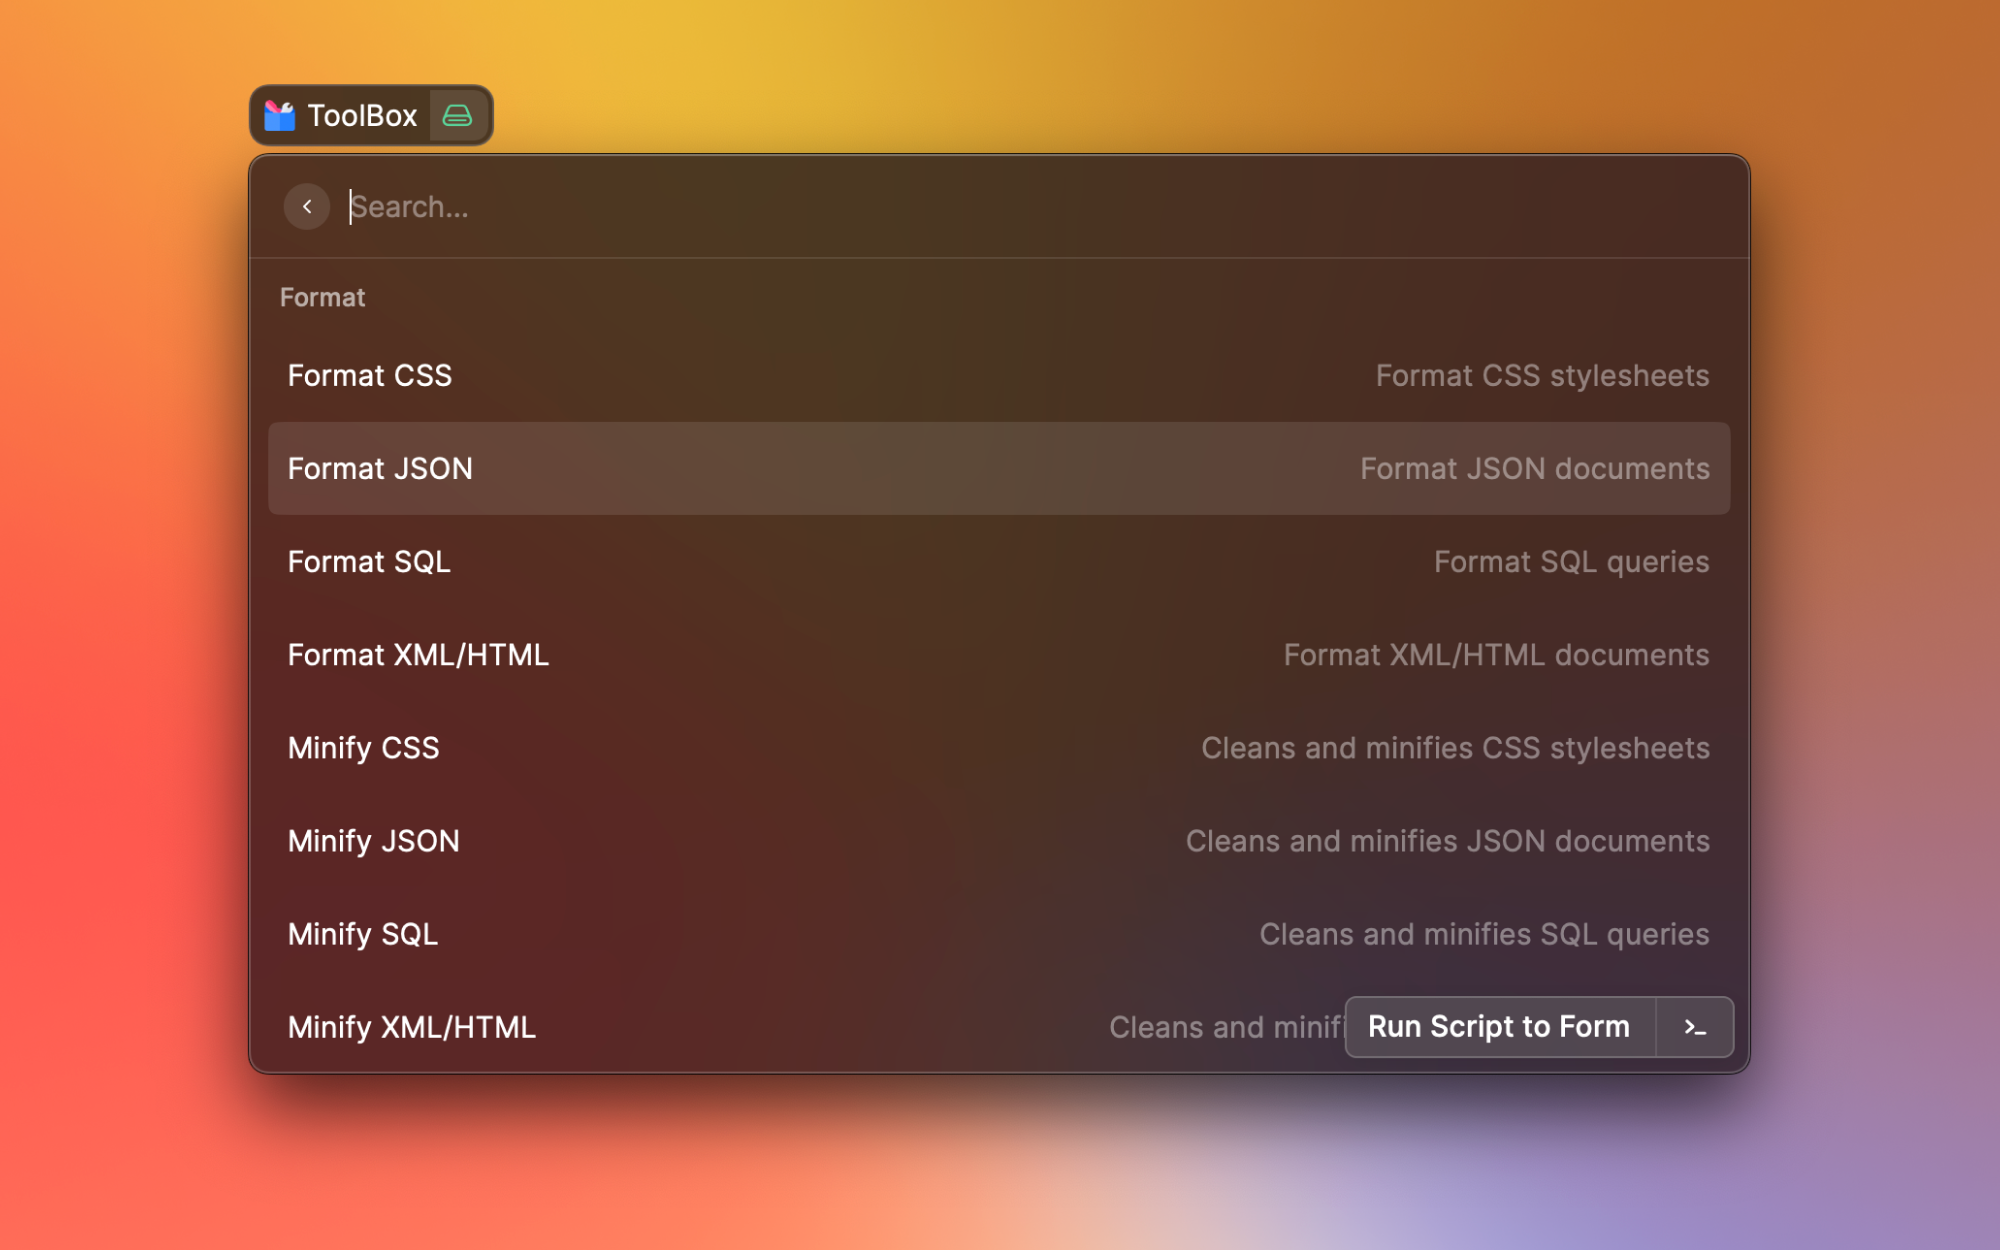 ToolBox
Search...
Format
Format CSS Format CSS stylesheets
Format JSON Format JSON documents
Format SQL Format SQL queries
Format XML/HTML Format XML/HTML documents
Minify CSS Cleans and minifies CSS stylesheets
Minify JSON Cleans and minifies JSON documents
Minify SQL Cleans and minifies SQL queries
Minify XML/HTML Cleans and minifi Run Script to Form >_